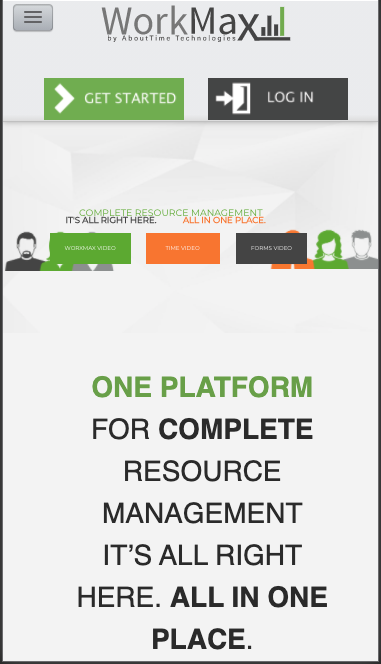 WorkMax
by AboutTime Technologies
GET STARTED
LOG IN
COMPLETE RESOURCE MANAGEMENT
IT'S ALL RIGHT HERE. ALL IN ONE PLACE.
WORKMAX VIDEO
TIME VIDEO
FORMS VIDEO
ONE PLATFORM
FOR COMPLETE
RESOURCE
MANAGEMENT
IT'S ALL RIGHT
HERE. ALL IN ONE
PLACE.